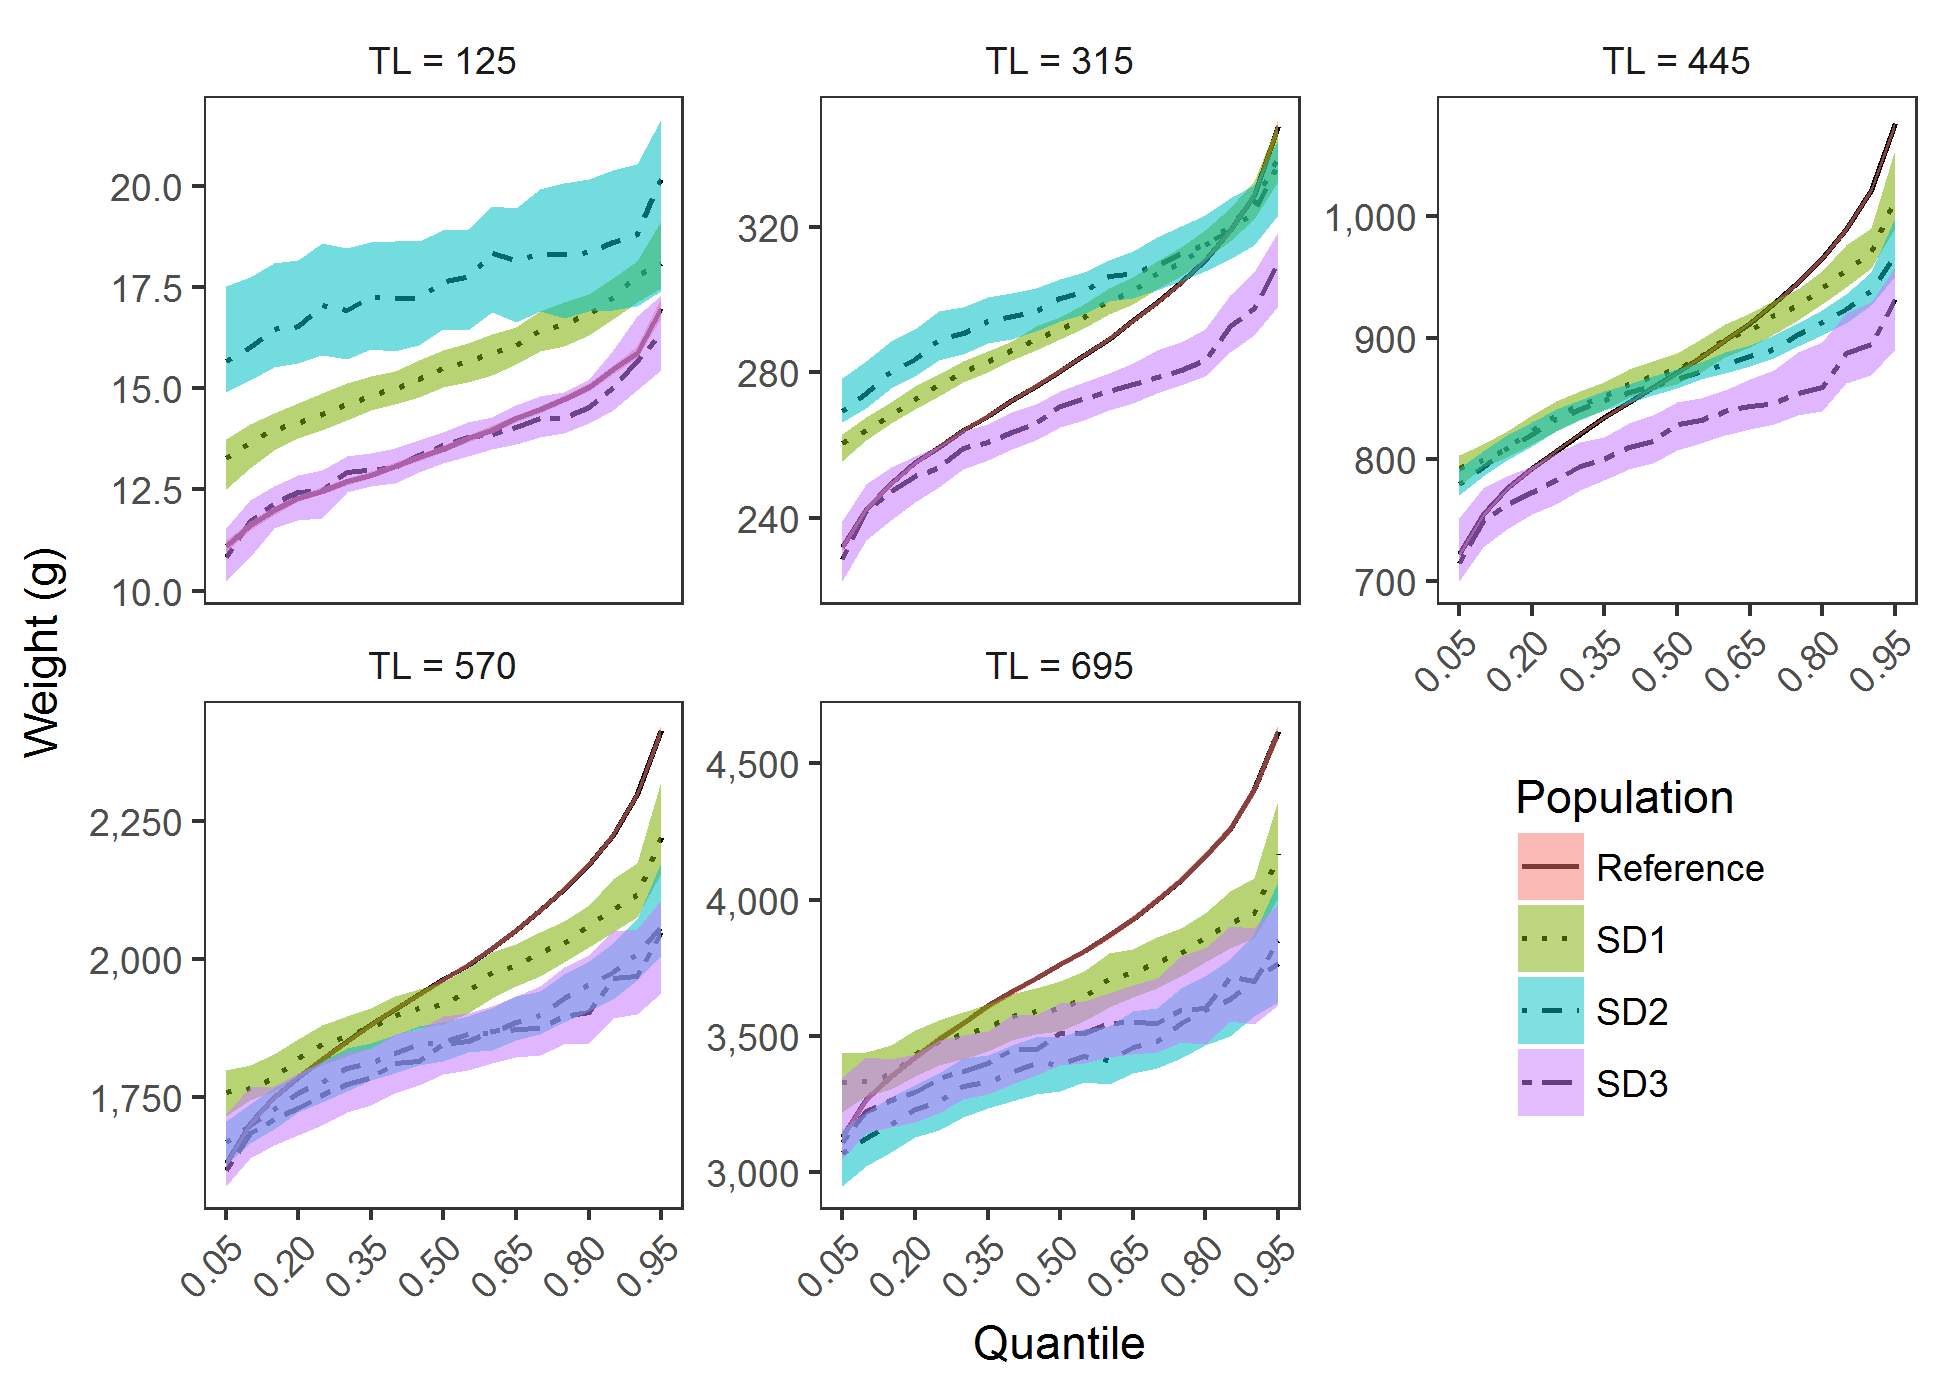 TL = 125
TL = 315
TL = 445
20.0
17.5
15.0
12.5
10.0
320
280
240
1,000
900
800
700
0.05 0.20 0.35 0.50 0.65 0.80 0.95
Weight (g)
TL = 570
TL = 695
2,250
2,000
1,750
4,500
4,000
3,500
3,000
0.05 0.20 0.35 0.50 0.65 0.80 0.95
0.05 0.20 0.35 0.50 0.65 0.80 0.95
Quantile
Population
Reference
SD1
SD2
SD3